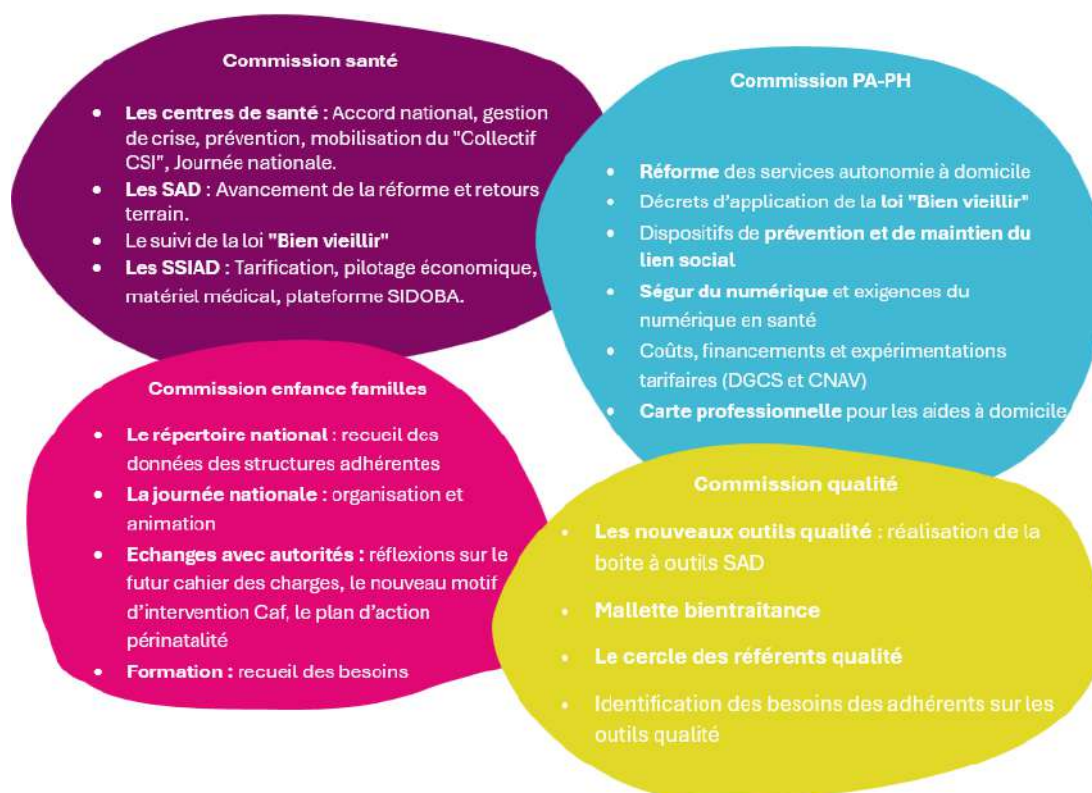 Commission santé
• Les centres de santé : Accord national, gestion
de crise, prévention, mobilisation du "Collectif
CSI", Journée nationale.
• Les SAD : Avancement de la réforme et retours
terrain.
• Le suivi de la loi "Bien vieillir"
• Les SSIAD : Tarification, pilotage économique,
matériel médical, plateforme SIDOBA.
Commission PA-PH
• Réforme des services autonomie à domicile
• Décrets d'application de la loi "Bien vieillir"
• Dispositifs de prévention et de maintien du
lien social
• Ségur du numérique et exigences du
numérique en santé
• Coûts, financements et expérimentations
tarifaires (DGCS et CNAV)
• Carte professionnelle pour les aides à domicile
Commission enfance familles
• Le répertoire national : recueil des
données des structures adhérentes
• La journée nationale : organisation et
animation
• Echanges avec autorités : réflexions sur le
futur cahier des charges, le nouveau motif
d'intervention Caf, le plan d'action
périnatalité
• Formation : recueil des besoins
Commission qualité
• Les nouveaux outils qualité : réalisation de la
boite à outils SAD
• Mallette bientraitance
• Le cercle des référents qualité
• Identification des besoins des adhérents sur les
outils qualité